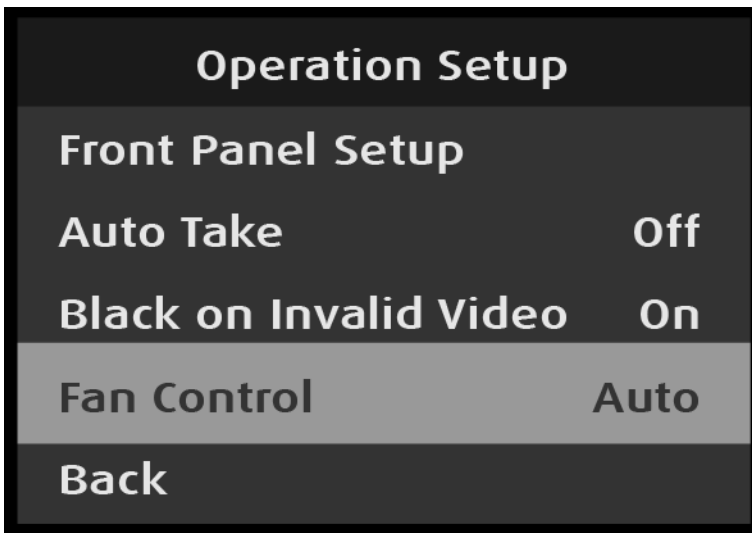 Operation Setup
Front Panel Setup
Auto Take Off
Black on Invalid Video On
Fan Control Auto
Back